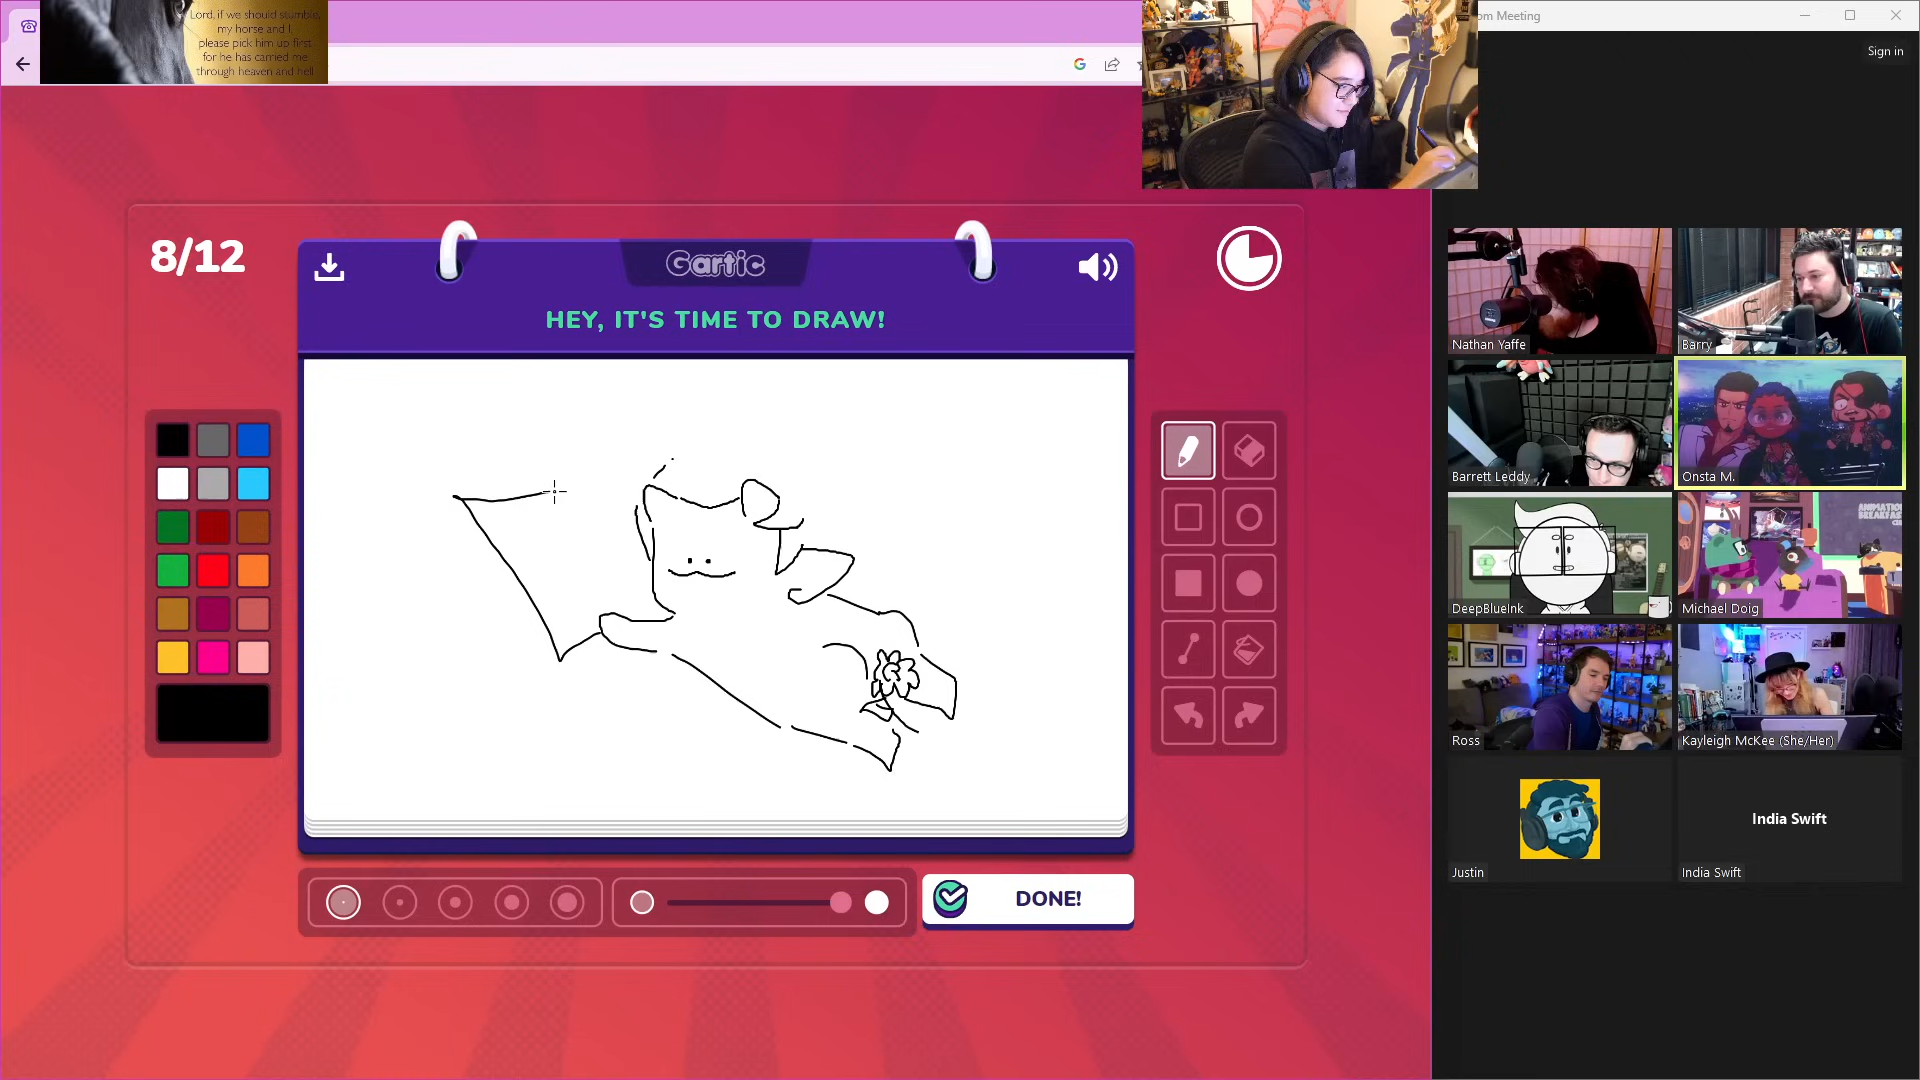 Lord, if we should stumble,
my horse and I,
please pick him up first
for he has carried me
through heaven and hell
om Meeting
Sign in
8/12
Gartic
HEY, IT'S TIME TO DRAW!
DONE!
Nathan Yaffe
Barry
Barrett Leddy
Onsta M.
ANIMATION
BREAKFAST
DeepBlueInk
Michael Doig
Ross
Kayleigh McKee (She/Her)
India Swift
Justin
India Swift